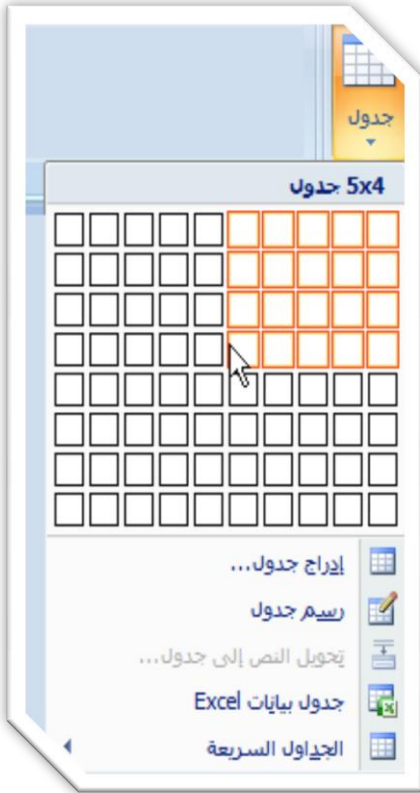 جدول
5x4 جدول
إدراج جدول...
رسم جدول
تحويل النص إلى جدول...
جدول بيانات Excel
الجداول السريعة